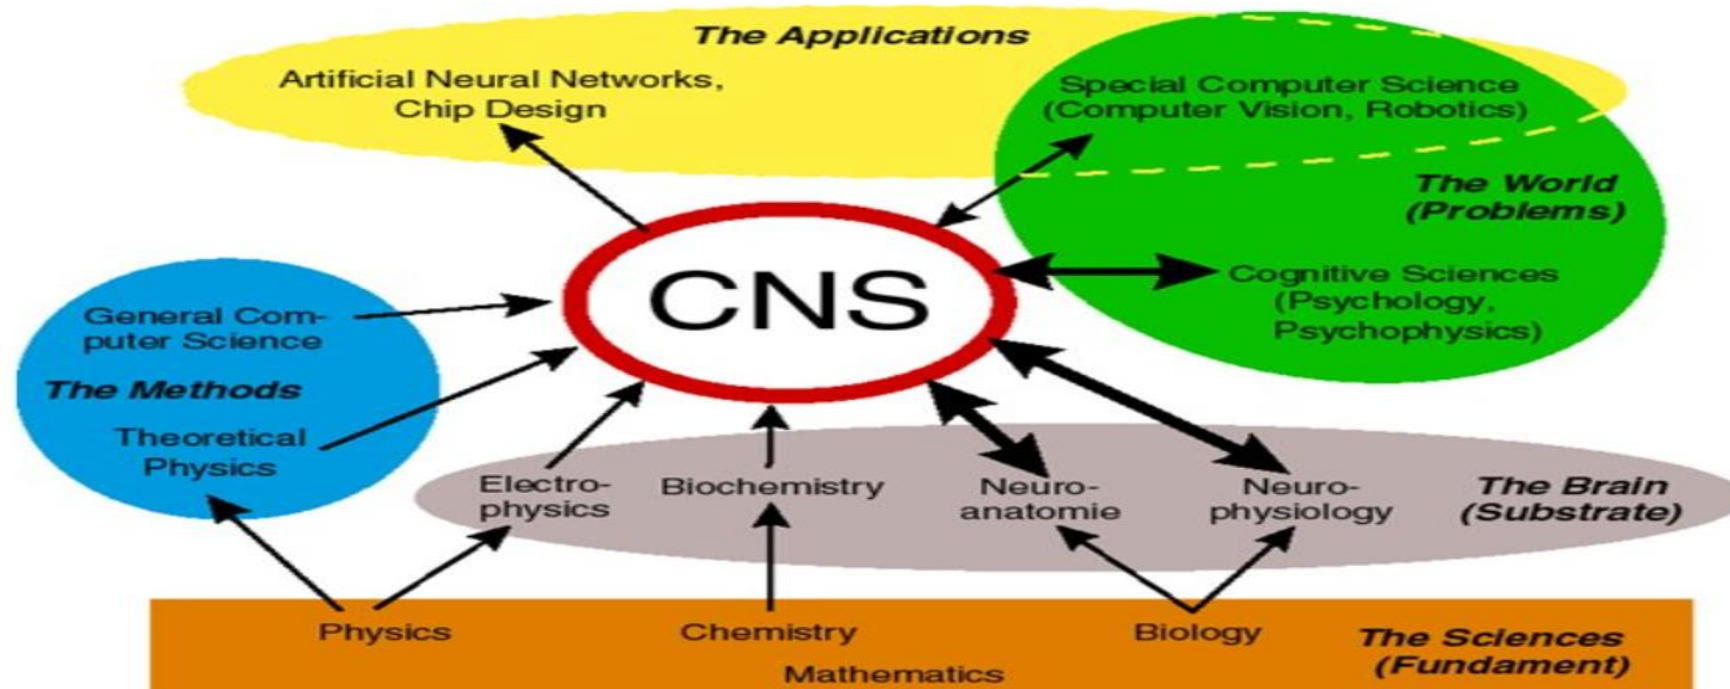 The Applications
Artificial Neural Networks,
Chip Design
Special Computer Science
(Computer Vision, Robotics)
The World
(Problems)
CNS
Cognitive Sciences
(Psychology,
Psychophysics)
General Com-
puter Science
The Methods
Theoretical
Physics
Electro-
physics
Biochemistry
Neuro-
anatomie
Neuro-
physiology
The Brain
(Substrate)
Physics
Chemistry
Biology
Mathematics
The Sciences
(Fundament)